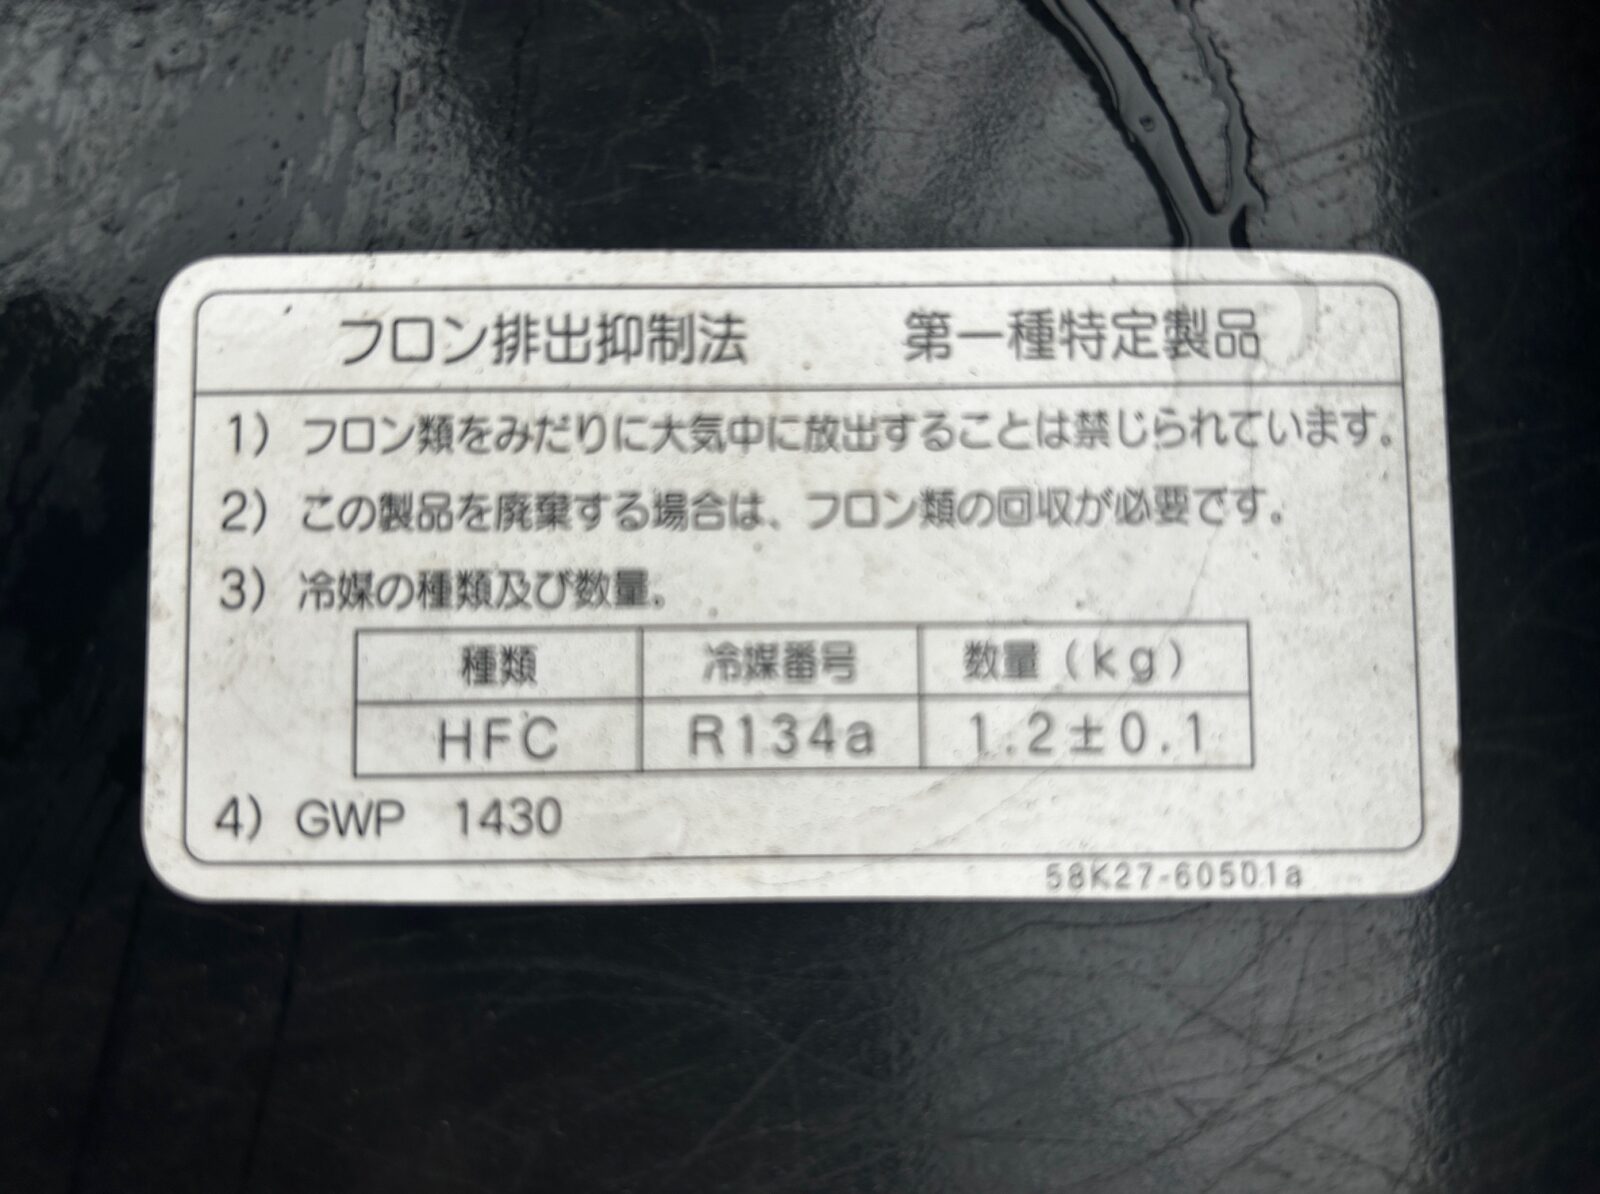 フロン排出抑制法　　　第一種特定製品
1）フロン類をみだりに大気中に放出することは禁じられています。
2）この製品を廃棄する場合は、フロン類の回収が必要です。
3）冷媒の種類及び数量.
種類　冷媒番号　数量（kg）
HFC　R134a　1.2±0.1
4）GWP　1430
58K27-60501a